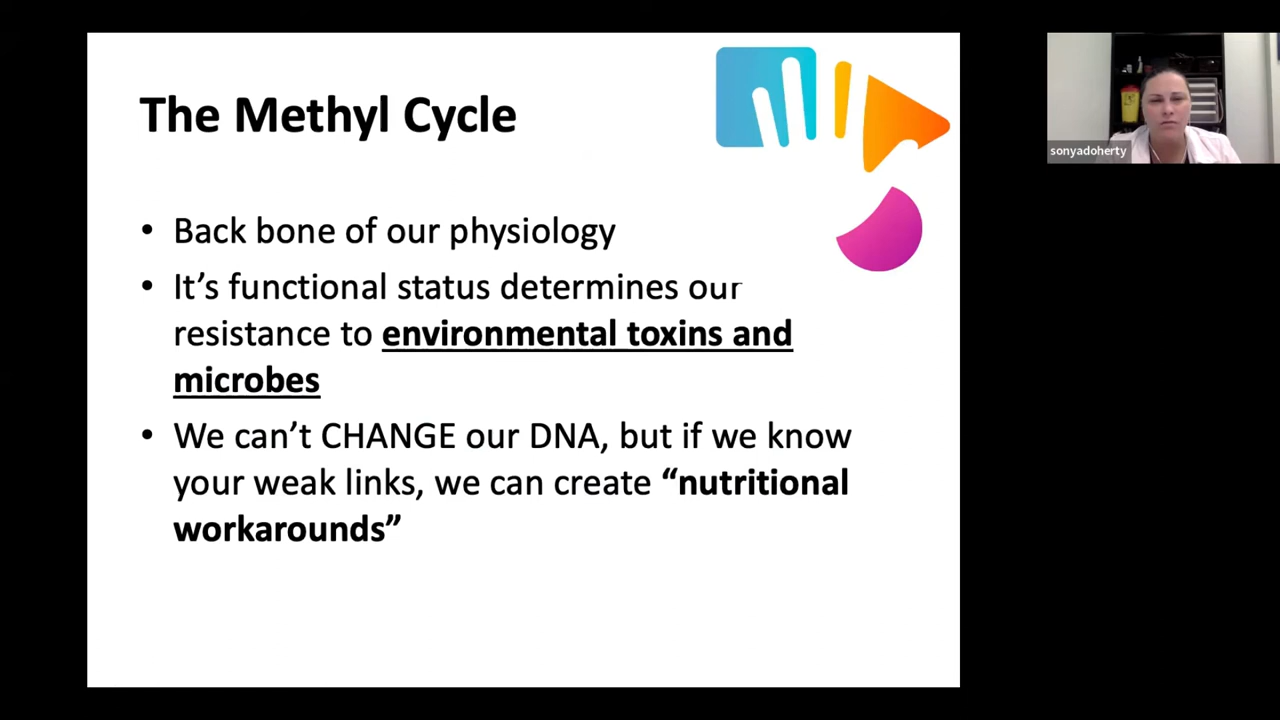 The Methyl Cycle
• Back bone of our physiology
• It’s functional status determines our
resistance to environmental toxins and
microbes
• We can’t CHANGE our DNA, but if we know
your weak links, we can create “nutritional
workarounds”
sonyadoherty